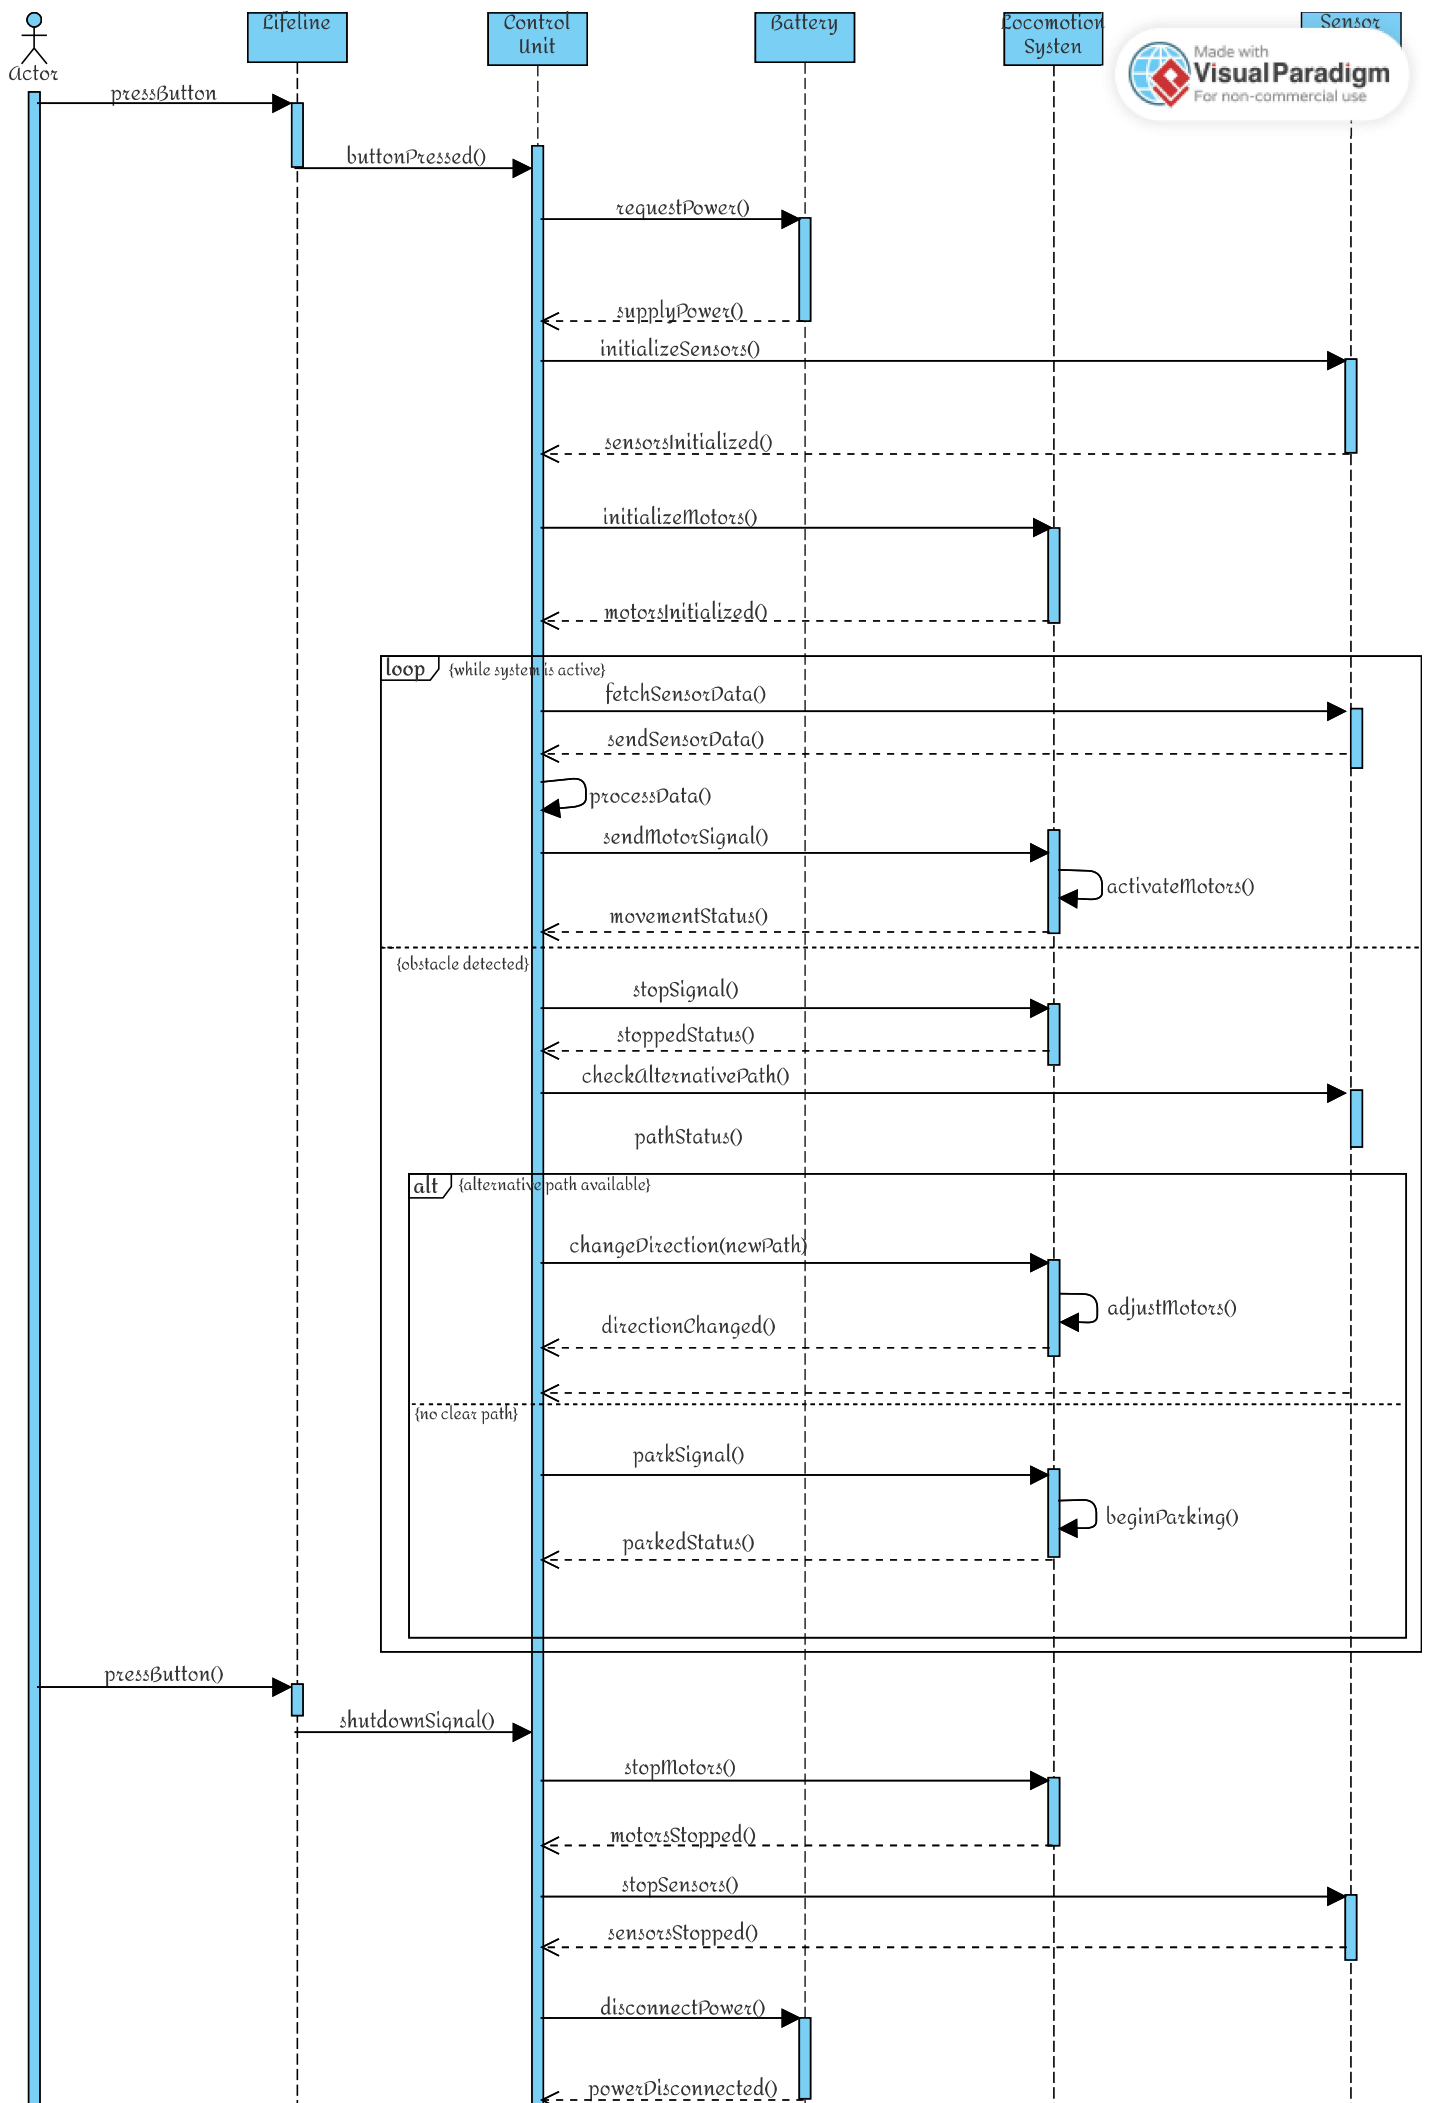 Actor
Lifeline
Control
Unit
Battery
Locomotion
Systen
Sensor
Made with
Visual Paradigm
For non-commercial use
pressButton
buttonPressed()
requestPower()
supplyPower()
initializeSensors()
sensorsInitialized()
initializeMotors()
motorsInitialized()
loop {while system is active}
fetchSensorData()
sendSensorData()
processData()
sendMotorSignal()
activateMotors()
movementStatus()
{obstacle detected}
stopSignal()
stoppedStatus()
checkAlternativePath()
pathStatus()
alt {alternative path available}
changeDirection(newPath)
adjustMotors()
directionChanged()
{no clear path}
parkSignal()
beginParking()
parkedStatus()
pressButton()
shutdownSignal()
stopMotors()
motorsStopped()
stopSensors()
sensorsStopped()
disconnectPower()
powerDisconnected()